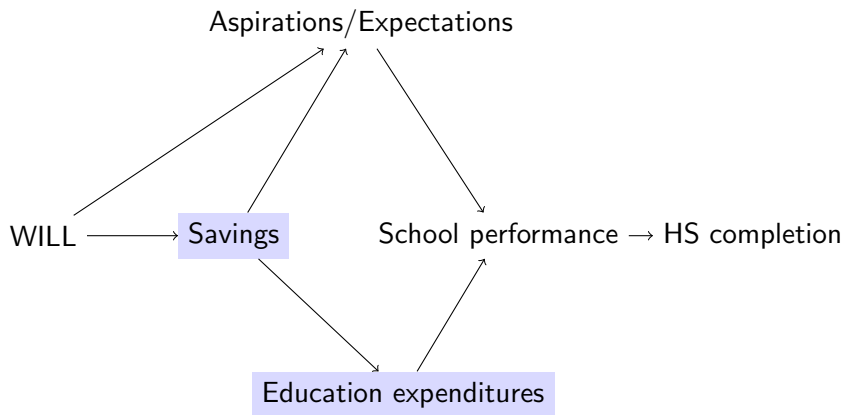 Aspirations/Expectations
WILL
Savings
School performance
HS completion
Education expenditures